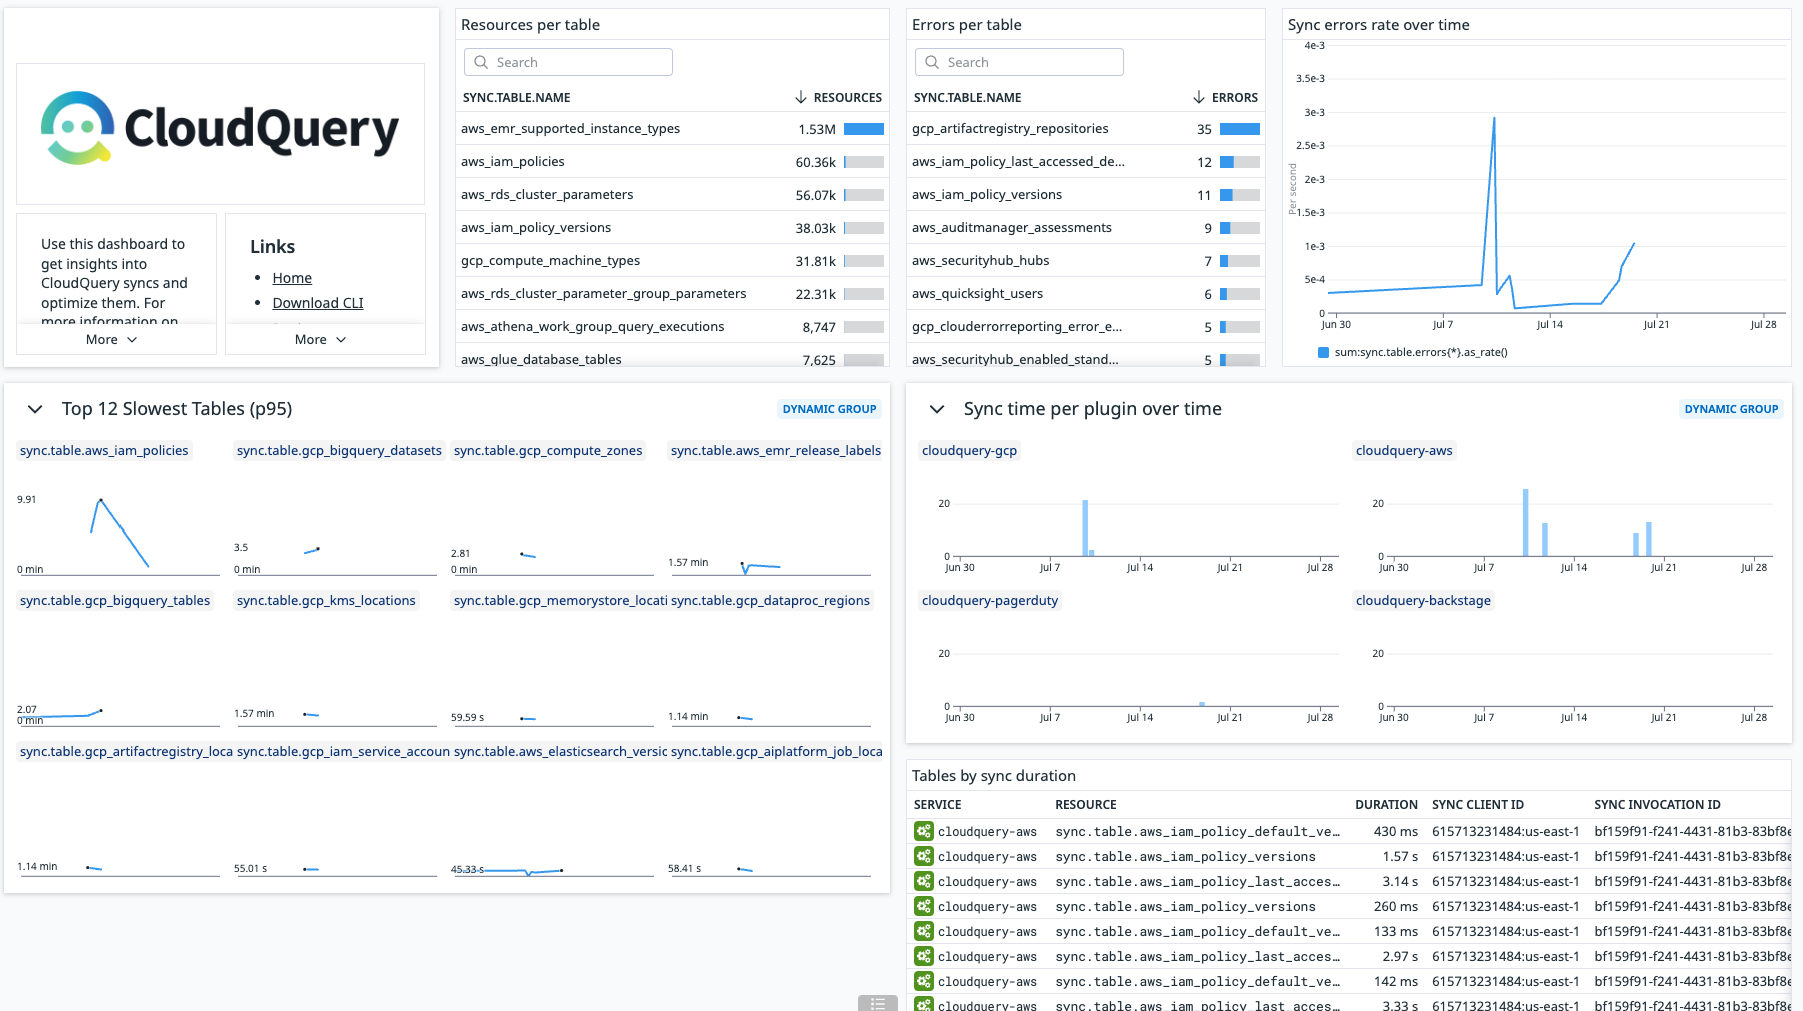 CloudQuery
Use this dashboard to
get insights into
CloudQuery syncs and
optimize them. For
more information on
More
Links
Home
Download CLI
More
Resources per table
Search
SYNC.TABLE.NAME RESOURCES
aws_emr_supported_instance_types 1.53M
aws_iam_policies 60.36k
aws_rds_cluster_parameters 56.07k
aws_iam_policy_versions 38.03k
gcp_compute_machine_types 31.81k
aws_rds_cluster_parameter_group_parameters 22.31k
aws_athena_work_group_query_executions 8,747
aws_glue_database_tables 7,625
Errors per table
Search
SYNC.TABLE.NAME ERRORS
gcp_artifactregistry_repositories 35
aws_iam_policy_last_accessed_de... 12
aws_iam_policy_versions 11
aws_auditmanager_assessments 9
aws_securityhub_hubs 7
aws_quicksight_users 6
gcp_clouderrorreporting_error_e... 5
aws_securityhub_enabled_stand... 5
Sync errors rate over time
Per second
4e-3
3.5e-3
3e-3
2.5e-3
2e-3
1.5e-3
1e-3
5e-4
0
Jun 30 Jul 7 Jul 14 Jul 21 Jul 28
sum:sync.table.errors{*}.as_rate()
Top 12 Slowest Tables (p95)
DYNAMIC GROUP
sync.table.aws_iam_policies sync.table.gcp_bigquery_datasets sync.table.gcp_compute_zones sync.table.aws_emr_release_labels
9.91
0 min
3.5
0 min
2.81
0 min
1.57 min
sync.table.gcp_bigquery_tables sync.table.gcp_kms_locations sync.table.gcp_memorystore_locati sync.table.gcp_dataproc_regions
2.07
0 min
1.57 min
59.59 s
1.14 min
sync.table.gcp_artifactregistry_loca sync.table.gcp_iam_service_accoun sync.table.aws_elasticsearch_versic sync.table.gcp_aiplatform_job_loca
1.14 min
55.01 s
45.33 s
58.41 s
Sync time per plugin over time
DYNAMIC GROUP
cloudquery-gcp
20
0
Jun 30 Jul 7 Jul 14 Jul 21 Jul 28
cloudquery-aws
20
0
Jun 30 Jul 7 Jul 14 Jul 21 Jul 28
cloudquery-pagerduty
20
0
Jun 30 Jul 7 Jul 14 Jul 21 Jul 28
cloudquery-backstage
20
0
Jun 30 Jul 7 Jul 14 Jul 21 Jul 28
Tables by sync duration
SERVICE RESOURCE DURATION SYNC CLIENT ID SYNC INVOCATION ID
cloudquery-aws sync.table.aws_iam_policy_default_ve... 430 ms 615713231484:us-east-1 bf159f91-f241-4431-81b3-83bf8e
cloudquery-aws sync.table.aws_iam_policy_versions 1.57 s 615713231484:us-east-1 bf159f91-f241-4431-81b3-83bf8e
cloudquery-aws sync.table.aws_iam_policy_last_acces... 3.14 s 615713231484:us-east-1 bf159f91-f241-4431-81b3-83bf8e
cloudquery-aws sync.table.aws_iam_policy_versions 260 ms 615713231484:us-east-1 bf159f91-f241-4431-81b3-83bf8e
cloudquery-aws sync.table.aws_iam_policy_default_ve... 133 ms 615713231484:us-east-1 bf159f91-f241-4431-81b3-83bf8e
cloudquery-aws sync.table.aws_iam_policy_last_acces... 2.97 s 615713231484:us-east-1 bf159f91-f241-4431-81b3-83bf8e
cloudquery-aws sync.table.aws_iam_policy_default_ve... 142 ms 615713231484:us-east-1 bf159f91-f241-4431-81b3-83bf8e
cloudquery-aws sync.table.aws_iam_policy_last_acces... 3.33 s 615713231484:us-east-1 bf159f91-f241-4431-81b3-83bf8e